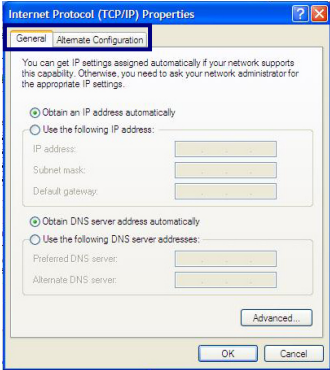 Internet Protocol (TCP/IP) Properties
General Alternate Configuration
You can get IP settings assigned automatically if your network supports
this capability. Otherwise, you need to ask your network administrator for
the appropriate IP settings.
Obtain an IP address automatically
Use the following IP address:
IP address:
Subnet mask:
Default gateway:
Obtain DNS server address automatically
Use the following DNS server addresses:
Preferred DNS server:
Alternate DNS server:
Advanced...
OK Cancel